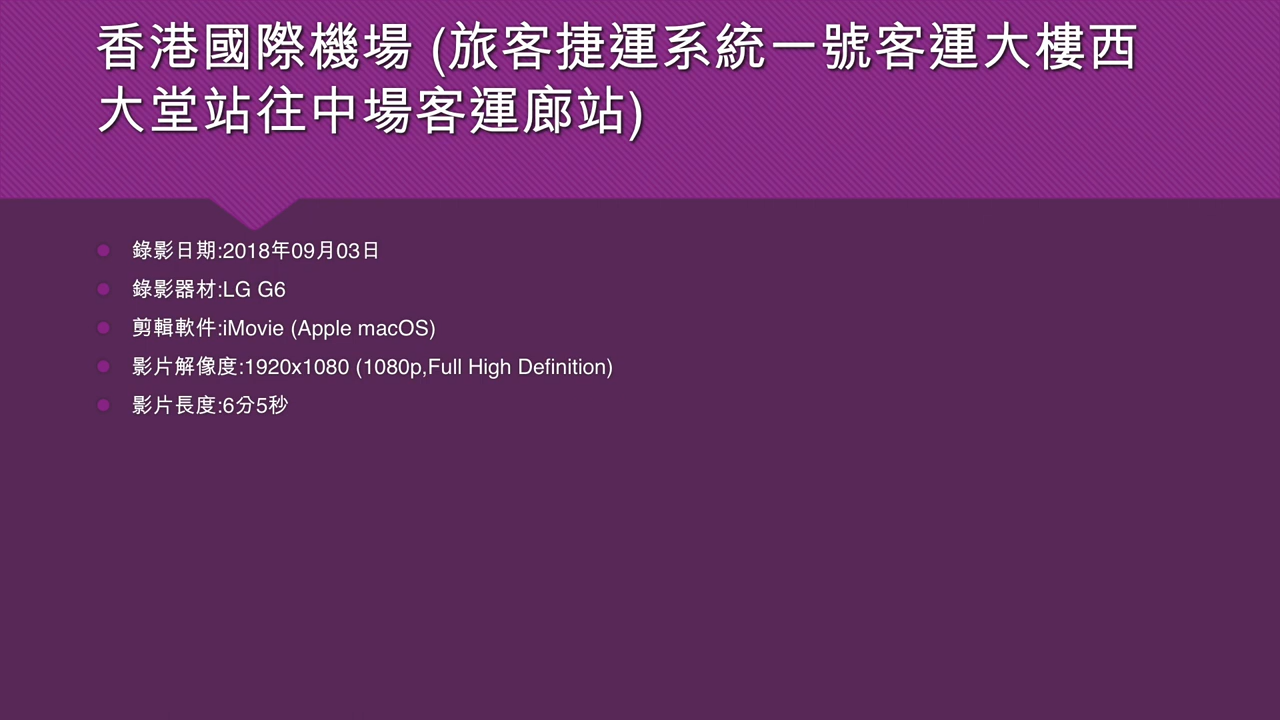 香港國際機場 (旅客捷運系統一號客運大樓西
大堂站往中場客運廊站)
錄影日期:2018年09月03日
錄影器材:LG G6
剪輯軟件:iMovie (Apple macOS)
影片解像度:1920x1080 (1080p,Full High Definition)
影片長度:6分5秒